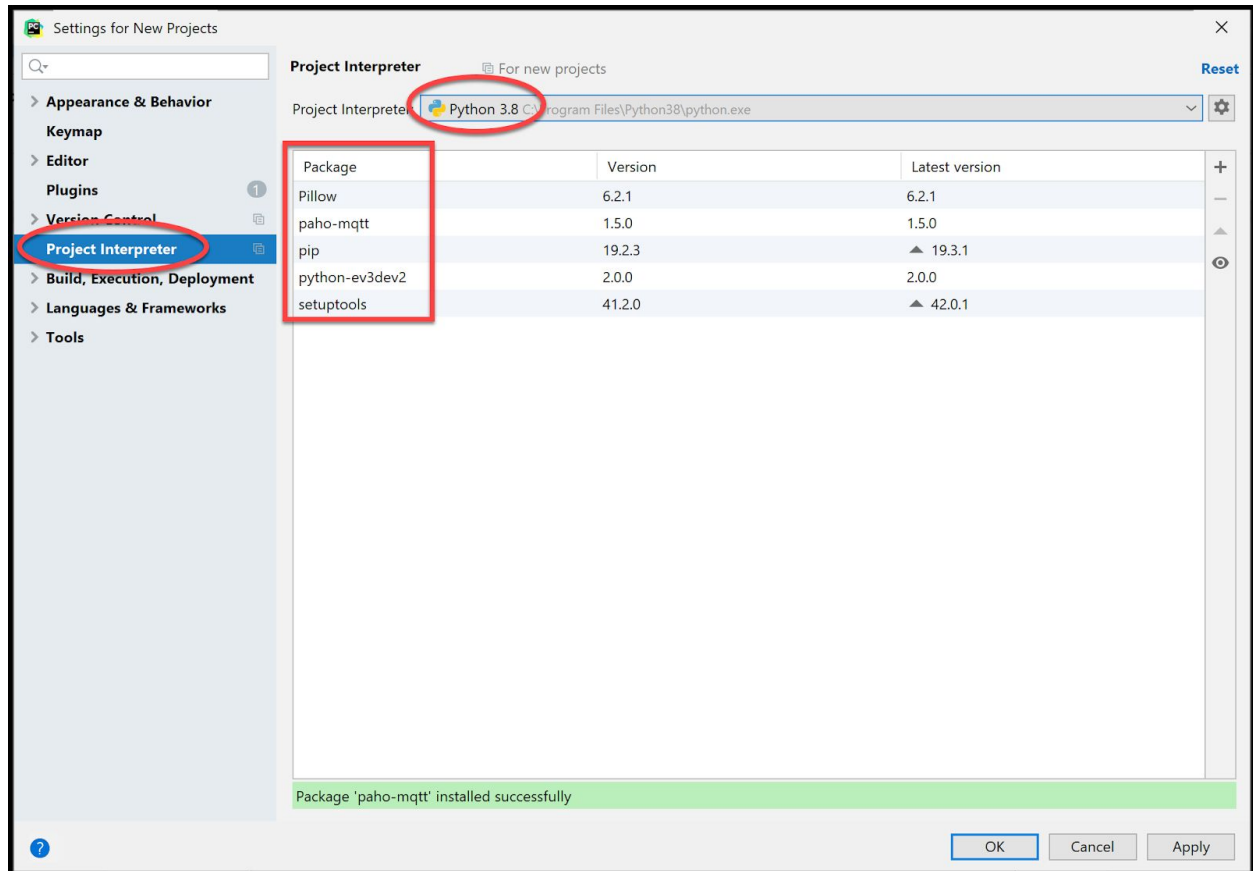 Settings for New Projects
Project Interpreter For new projects Reset
Appearance & Behavior
Keymap
Editor
Plugins 1
Version Control
Project Interpreter
Build, Execution, Deployment
Languages & Frameworks
Tools
Project Interpreter Python 3.8 C:\Program Files\Python38\python.exe
Package Version Latest version
Pillow 6.2.1 6.2.1
paho-mqtt 1.5.0 1.5.0
pip 19.2.3 19.3.1
python-ev3dev2 2.0.0 2.0.0
setuptools 41.2.0 42.0.1
Package 'paho-mqtt' installed successfully
? OK Cancel Apply